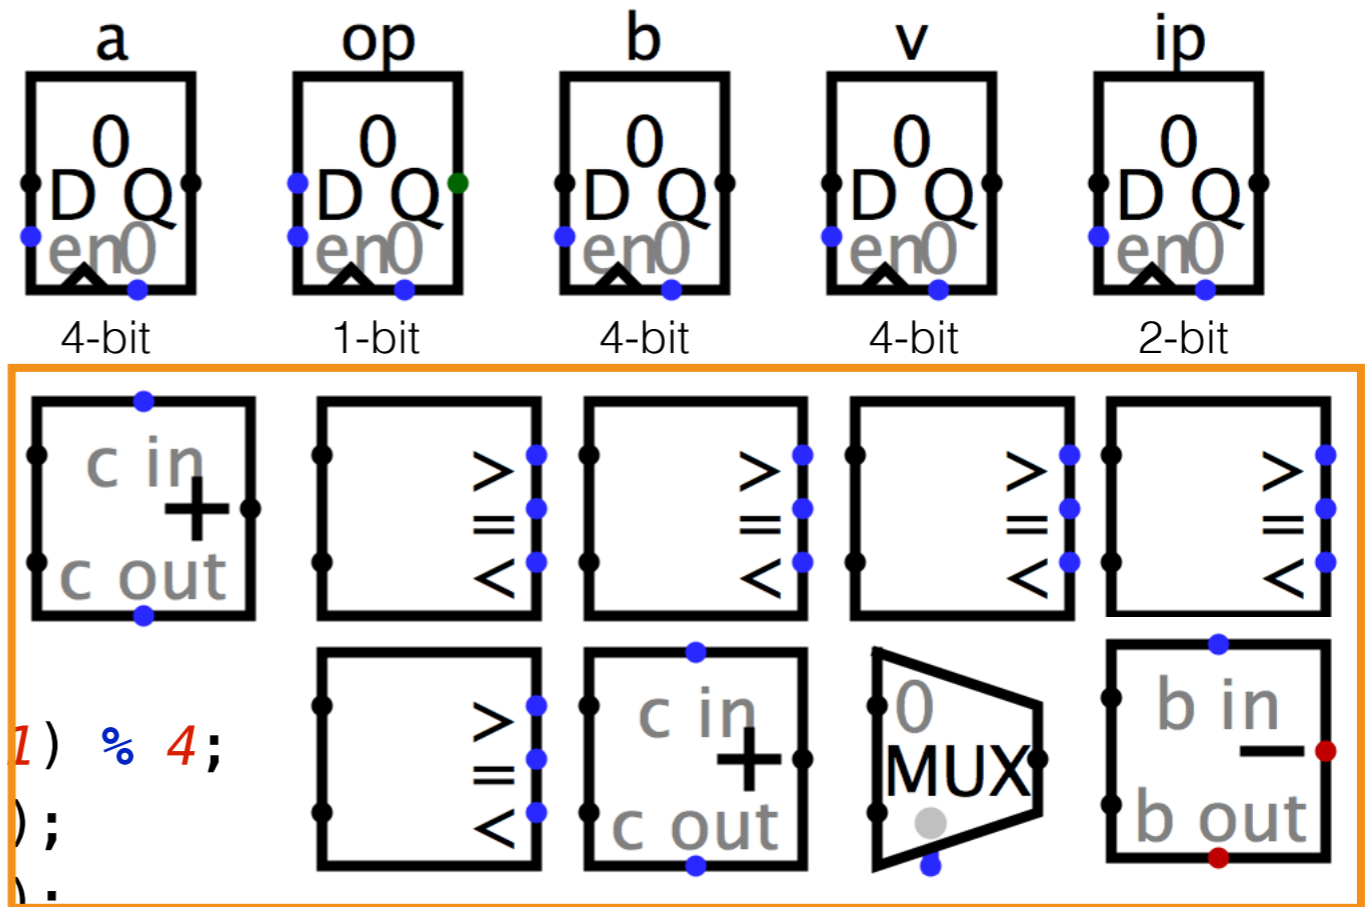 a op b v ip
0 0 0 0 0
D Q D Q D Q D Q D Q
en0 en0 en0 en0 en0
4-bit 1-bit 4-bit 4-bit 2-bit
c in > > > >
+ = = = =
c out < < < <
> c in 0 b in
1) % 4; = + MUX −
); < c out b out
);